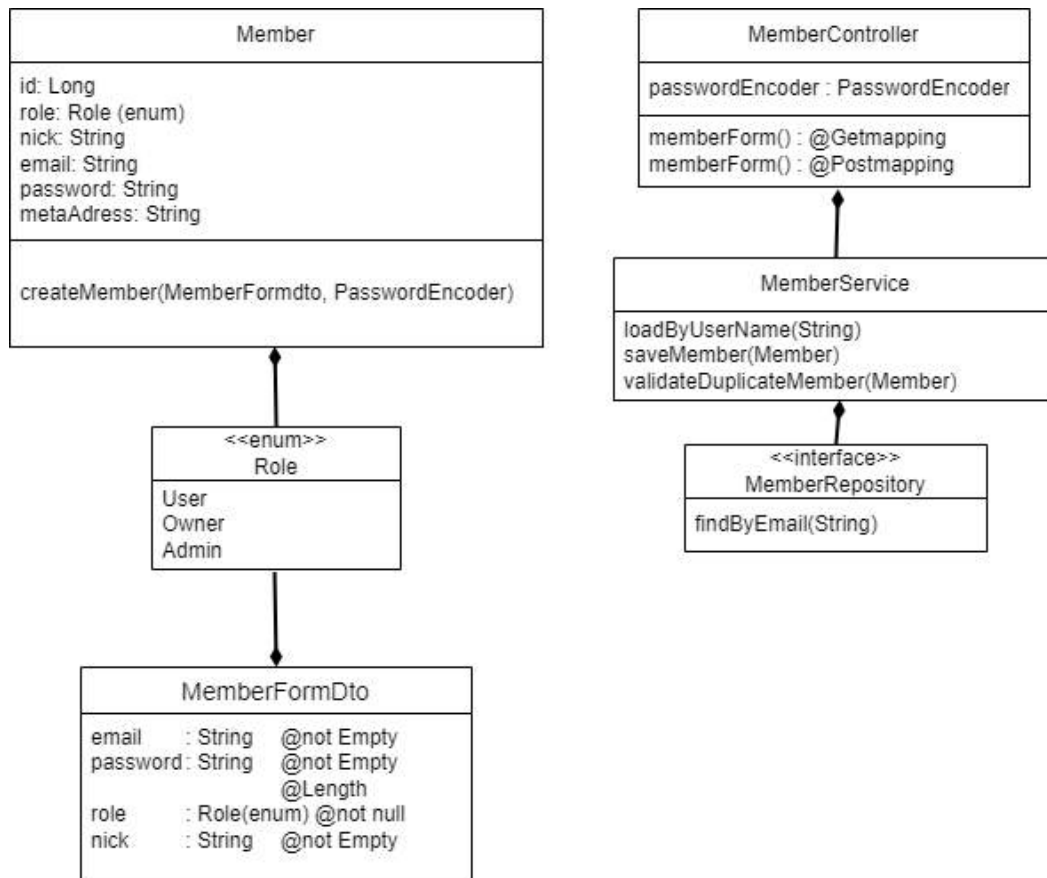 Member
id: Long
role: Role (enum)
nick: String
email: String
password: String
metaAdress: String
createMember(MemberFormdto, PasswordEncoder)
<<enum>>
Role
User
Owner
Admin
MemberFormDto
email : String @not Empty
password : String @not Empty
@Length
role : Role(enum) @not null
nick : String @not Empty
MemberController
passwordEncoder : PasswordEncoder
memberForm() : @Getmapping
memberForm() : @Postmapping
MemberService
loadByUserName(String)
saveMember(Member)
validateDuplicateMember(Member)
<<interface>>
MemberRepository
findByEmail(String)